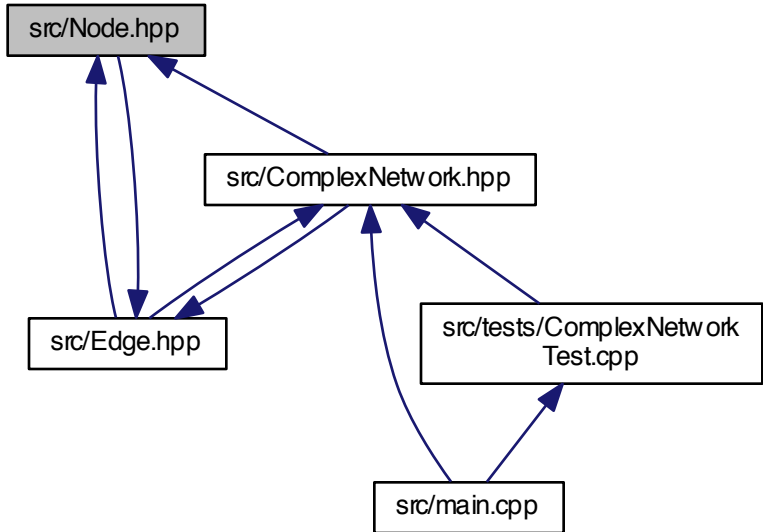 src/Node.hpp
src/ComplexNetwork.hpp
src/Edge.hpp
src/tests/ComplexNetwork
Test.cpp
src/main.cpp